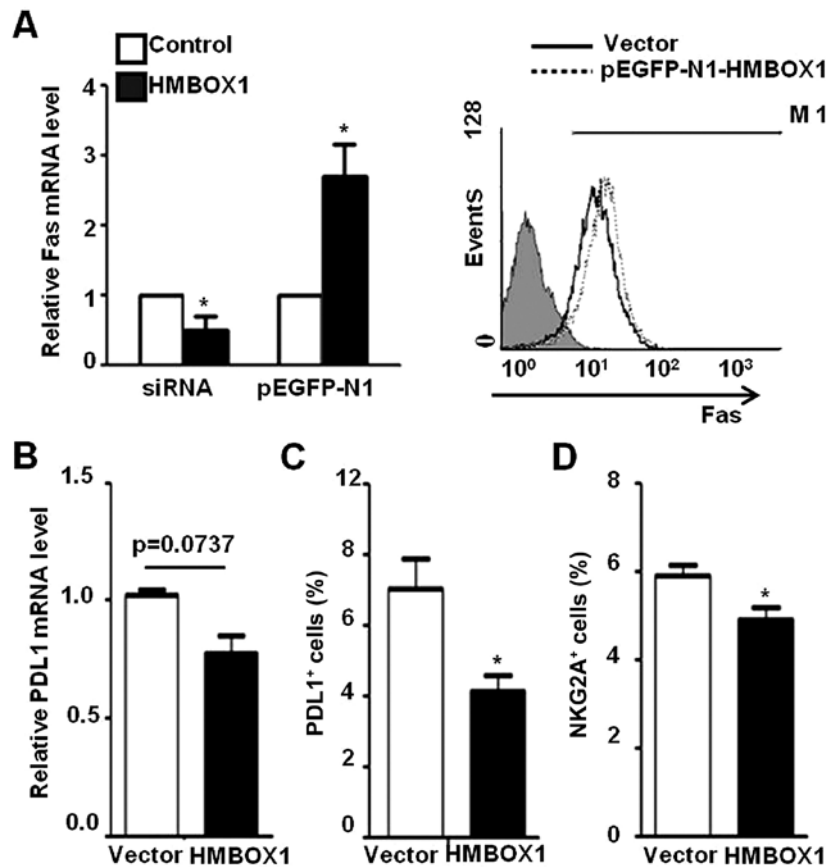 A
Control
HMBOX1
Relative Fas mRNA level
4
3
2
1
0
*
*
siRNA pEGFP-N1
Vector
pEGFP-N1-HMBOX1
M 1
128
Events
0
10⁰ 10¹ 10² 10³
Fas
B
Relative PDL1 mRNA level
1.5
1.0
0.5
0.0
p=0.0737
Vector HMBOX1
C
PDL1⁺ cells (%)
12
8
6
4
2
0
*
Vector HMBOX1
D
NKG2A⁺ cells (%)
8
6
4
2
0
*
Vector HMBOX1